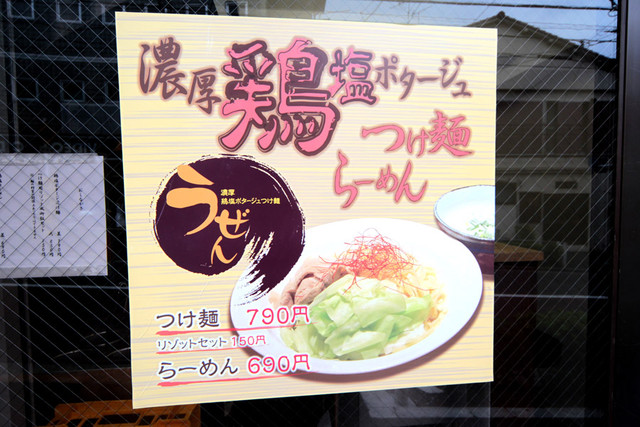 濃厚鶏塩ポタージュ
つけ麺
らーめん
濃厚
鶏塩ポタージュつけ麺
うぜん
つけ麺 790円
リゾットセット 150円
らーめん 690円